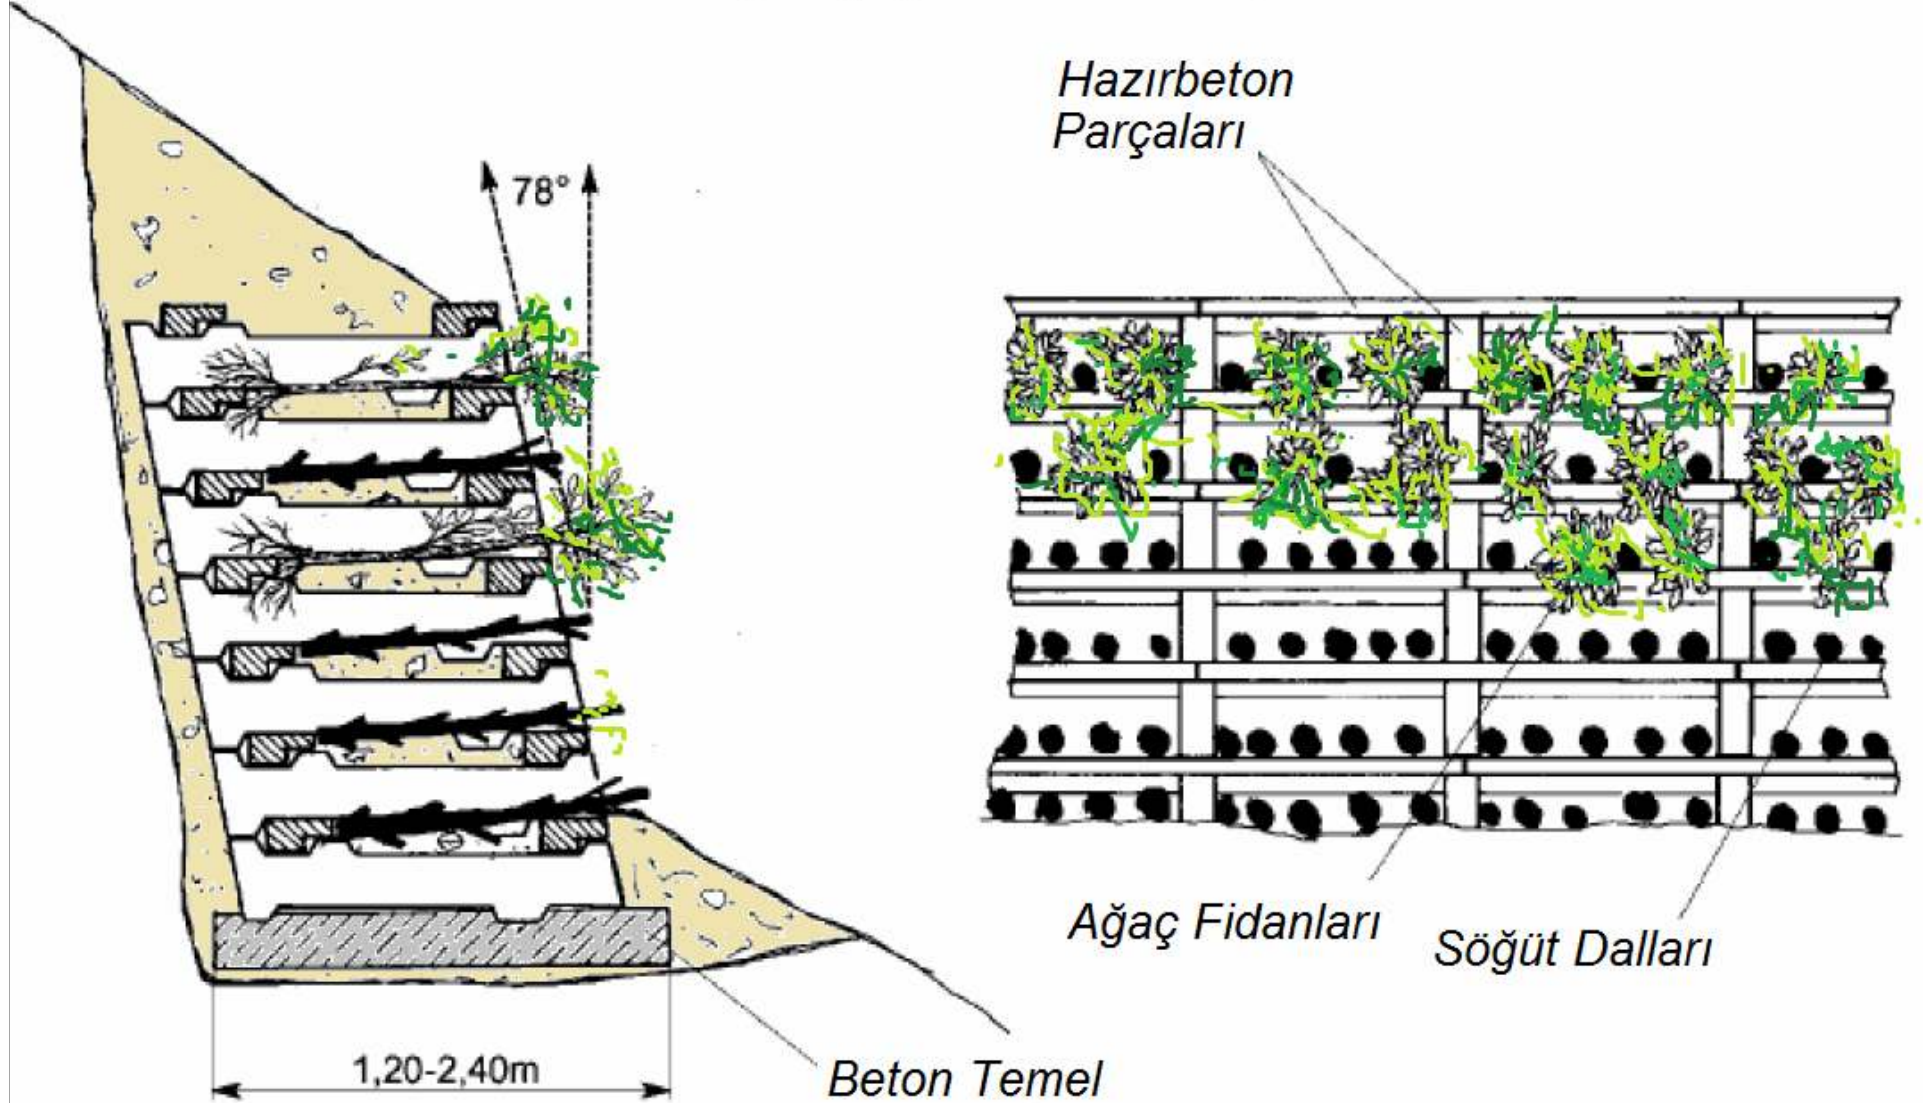 Hazırbeton
Parçaları
78°
Ağaç Fidanları
Söğüt Dalları
1,20-2,40m
Beton Temel